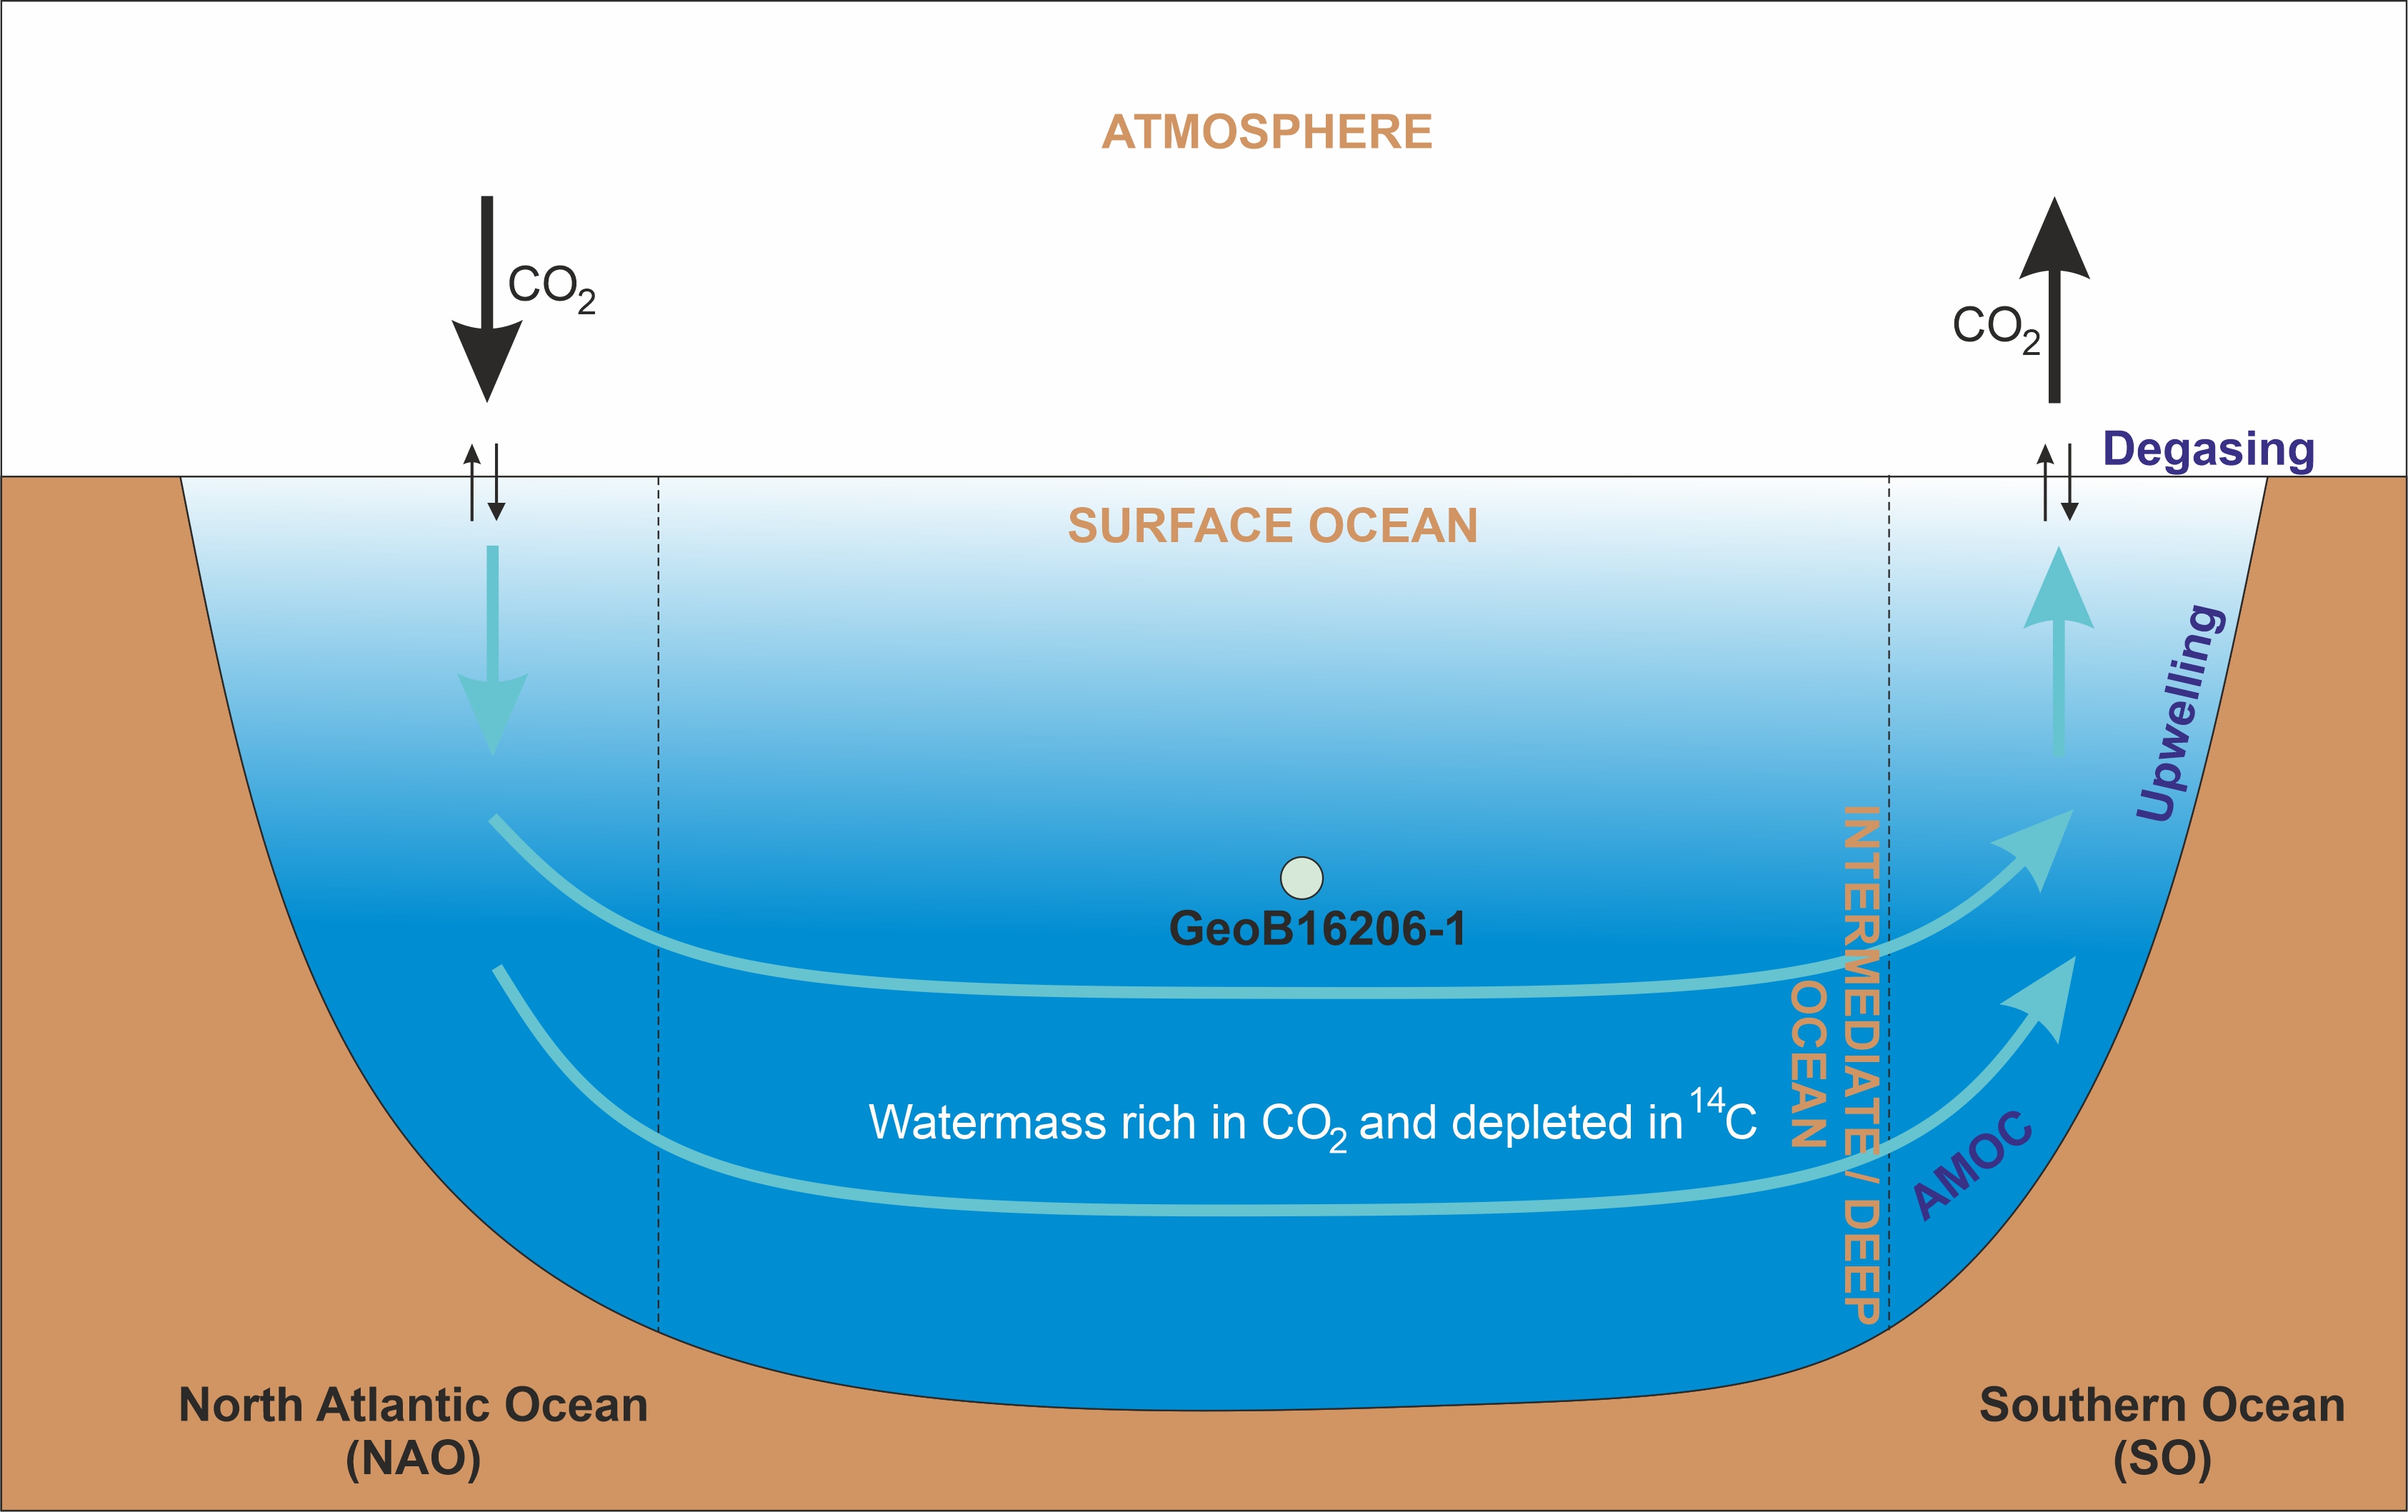 ATMOSPHERE
CO₂
CO₂
Degasing
SURFACE OCEAN
Upwelling
GeoB16206-1
INTERMEDIATE / DEEP
OCEAN
Watermass rich in CO₂ and depleted in ¹⁴C
AMOC
North Atlantic Ocean
(NAO)
Southern Ocean
(SO)